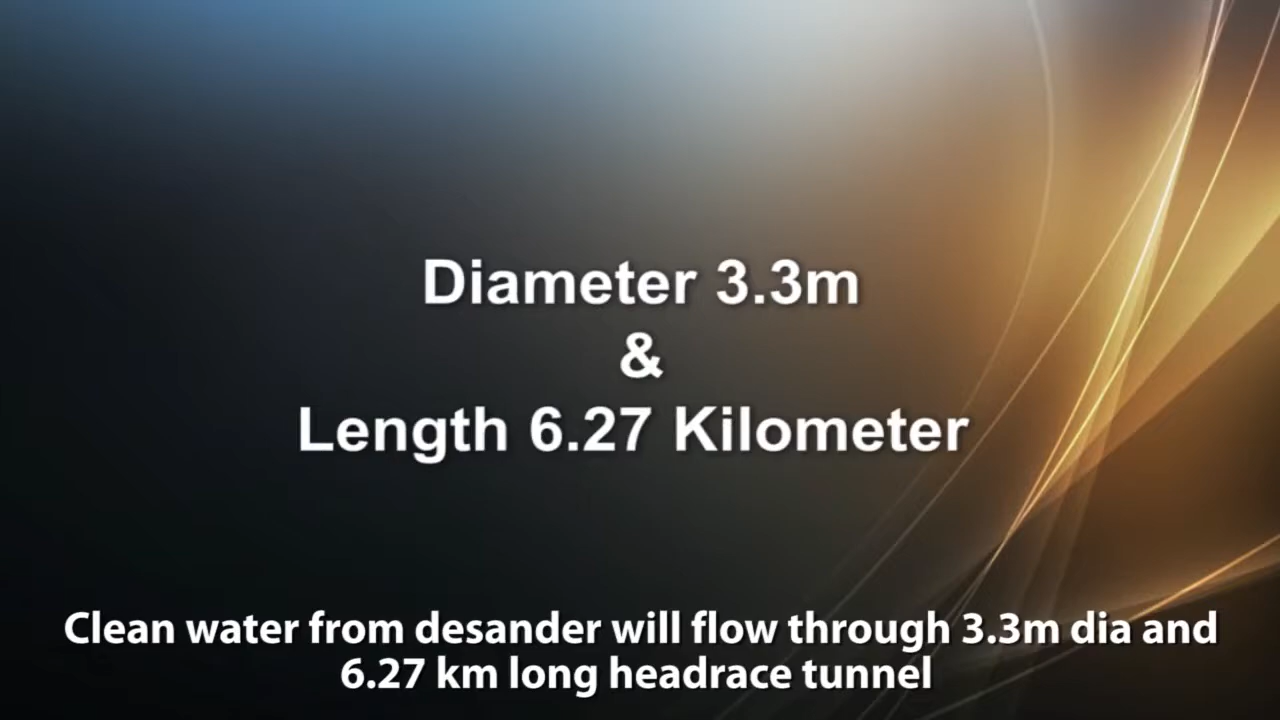 Diameter 3.3m
&
Length 6.27 Kilometer
Clean water from desander will flow through 3.3m dia and
6.27 km long headrace tunnel